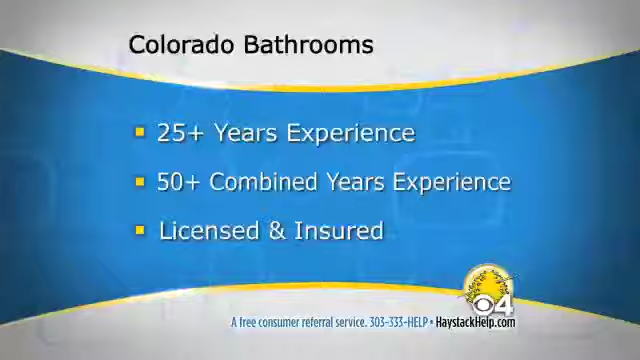 Colorado Bathrooms
25+ Years Experience
50+ Combined Years Experience
Licensed & Insured
4
A free consumer referral service. 303-333-HELP • HaystackHelp.com